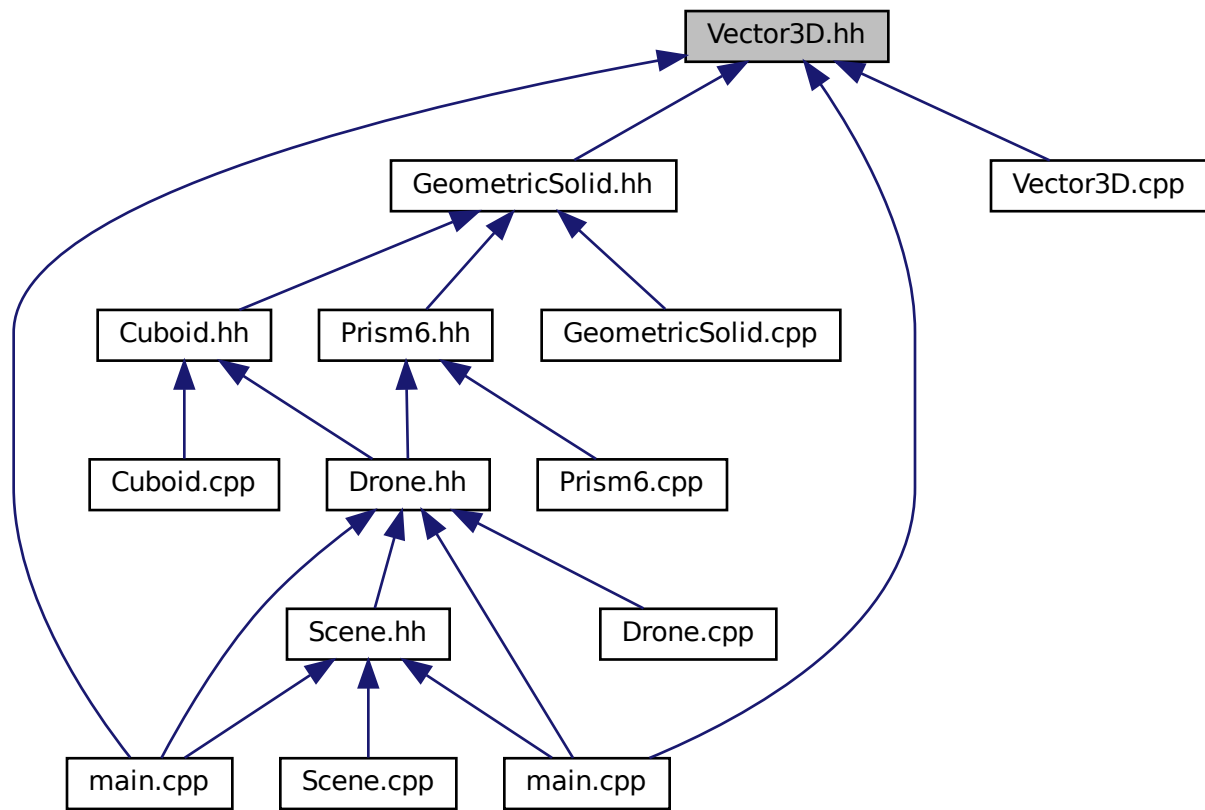 Vector3D.hh
GeometricSolid.hh
Vector3D.cpp
Cuboid.hh
Prism6.hh
GeometricSolid.cpp
Cuboid.cpp
Drone.hh
Prism6.cpp
Scene.hh
Drone.cpp
main.cpp
Scene.cpp
main.cpp